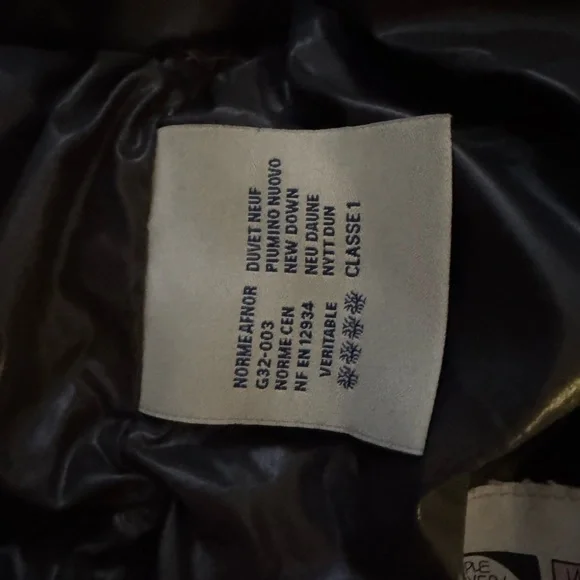 NORME AFNOR
G32-003
NORME CEN
NF EN 12934
VERITABLE
DUVET NEUF
PIUMINO NUOVO
NEW DOWN
NEU DAUNE
NYTT DUN
CLASSE 1
PLE